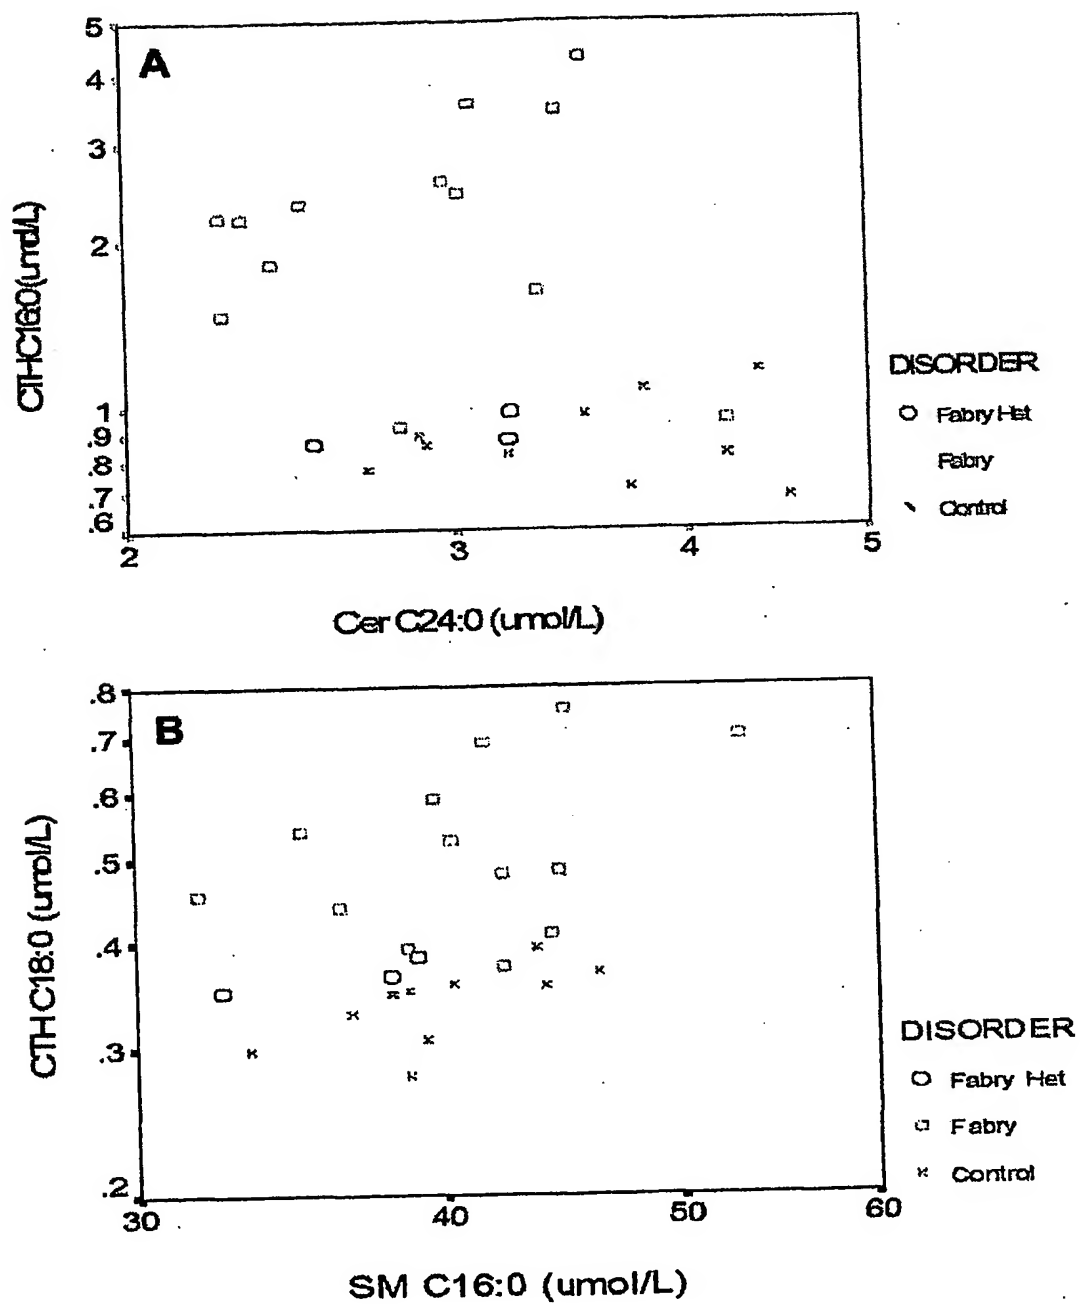 A
5
4
3
2
1
.9
.8
.7
.6
2 3 4 5
CTHC16:0(umol/L)
Cer C24:0 (umol/L)
DISORDER
Fabry Het
Fabry
Control
B
.8
.7
.6
.5
.4
.3
.2
30 40 50 60
CTH C18:0 (umol/L)
SM C16:0 (umol/L)
DISORDER
Fabry Het
Fabry
Control